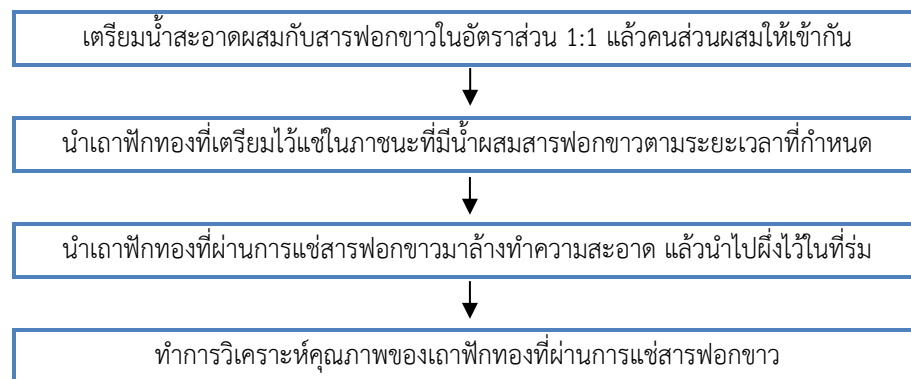 เตรียมน้ำสะอาดผสมกับสารฟอกขาวในอัตราส่วน 1:1 แล้วคนส่วนผสมให้เข้ากัน
นำเถาฟักทองที่เตรียมไว้แช่ในภาชนะที่มีน้ำผสมสารฟอกขาวตามระยะเวลาที่กำหนด
นำเถาฟักทองที่ผ่านการแช่สารฟอกขาวมาล้างทำความสะอาด แล้วนำไปผึ่งไว้ในที่ร่ม
ทำการวิเคราะห์คุณภาพของเถาฟักทองที่ผ่านการแช่สารฟอกขาว